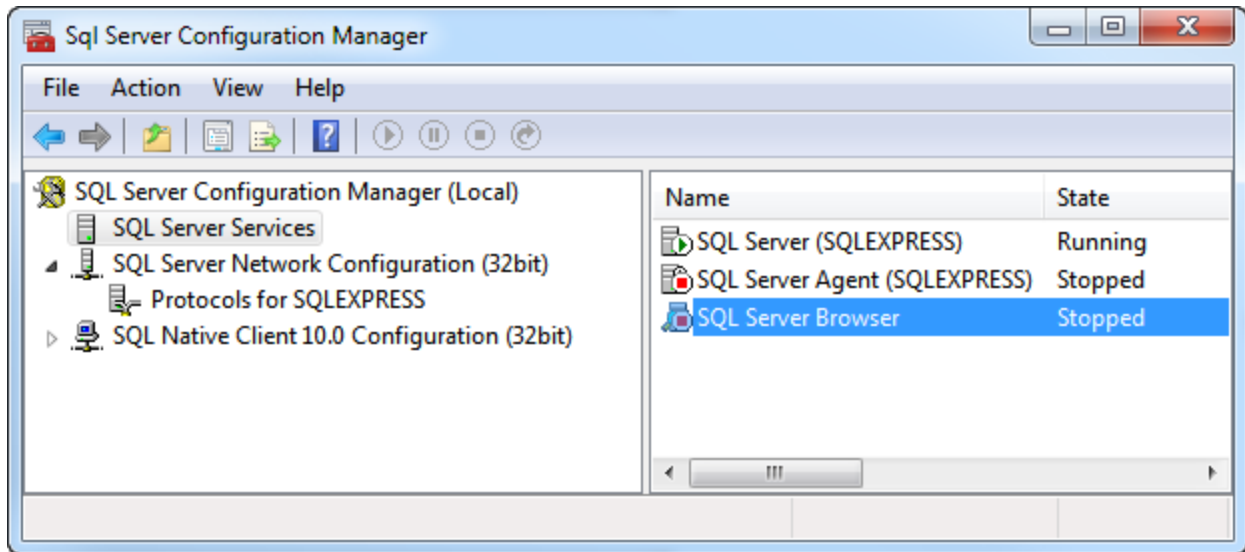 Sql Server Configuration Manager
File Action View Help
SQL Server Configuration Manager (Local)
SQL Server Services
SQL Server Network Configuration (32bit)
Protocols for SQLEXPRESS
SQL Native Client 10.0 Configuration (32bit)
Name State
SQL Server (SQLEXPRESS) Running
SQL Server Agent (SQLEXPRESS) Stopped
SQL Server Browser Stopped